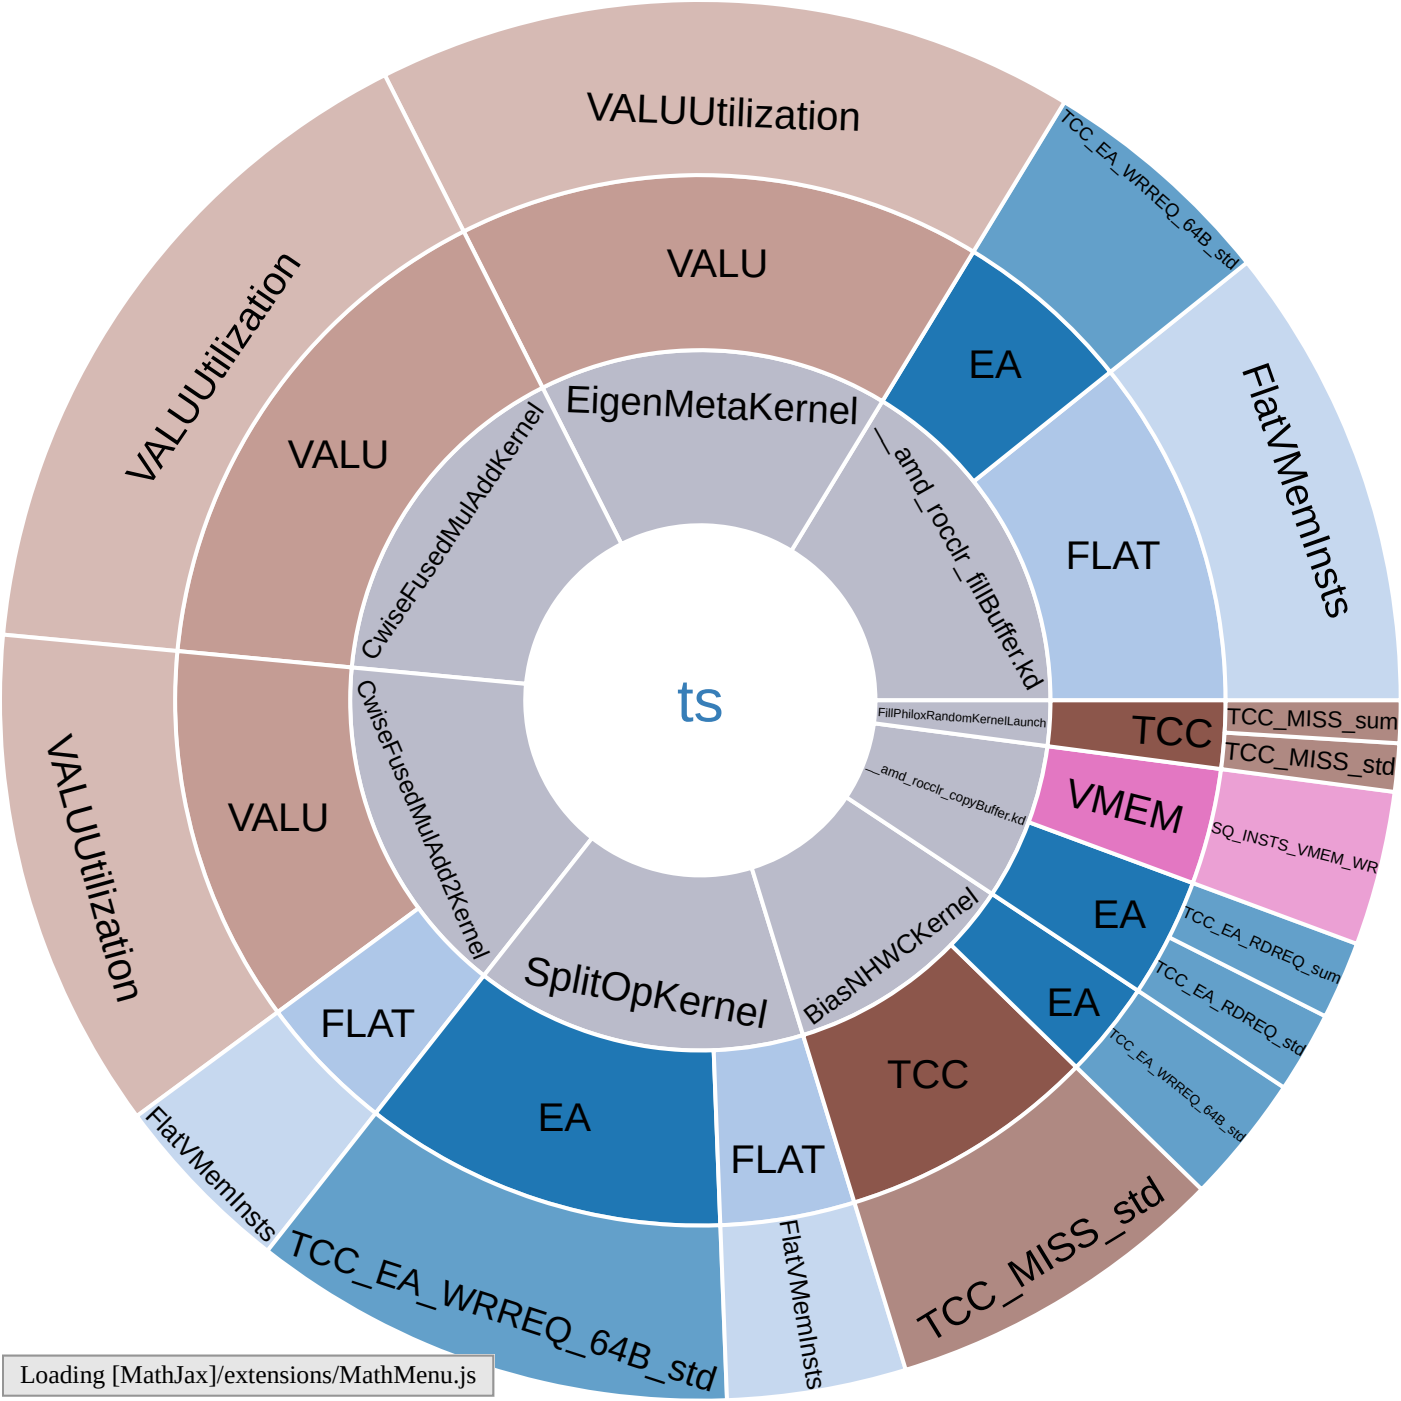 VALUUtilization
TCC_EA_WRREQ_64B_std
VALUUtilization
VALU
EA
FlatVMemInsts
VALU
EigenMetaKernel
CwiseFusedMulAddKernel
__amd_rocclr_fillBuffer.kd
FLAT
ts
FillPhiloxRandomKernelLaunch
TCC
TCC_MISS_sum
TCC_MISS_std
VALUUtilization
VALU
CwiseFusedMulAdd2Kernel
__amd_rocclr_copyBuffer.kd
VMEM
SQ_INSTS_VMEM_WR
EA
TCC_EA_RDREQ_sum
TCC_EA_RDREQ_std
SplitOpKernel
BiasNHWCKernel
EA
TCC_EA_WRREQ_64B_std
FLAT
FlatVMemInsts
EA
FLAT
TCC
TCC_EA_WRREQ_64B_std
FlatVMemInsts
TCC_MISS_std
Loading [MathJax]/extensions/MathMenu.js